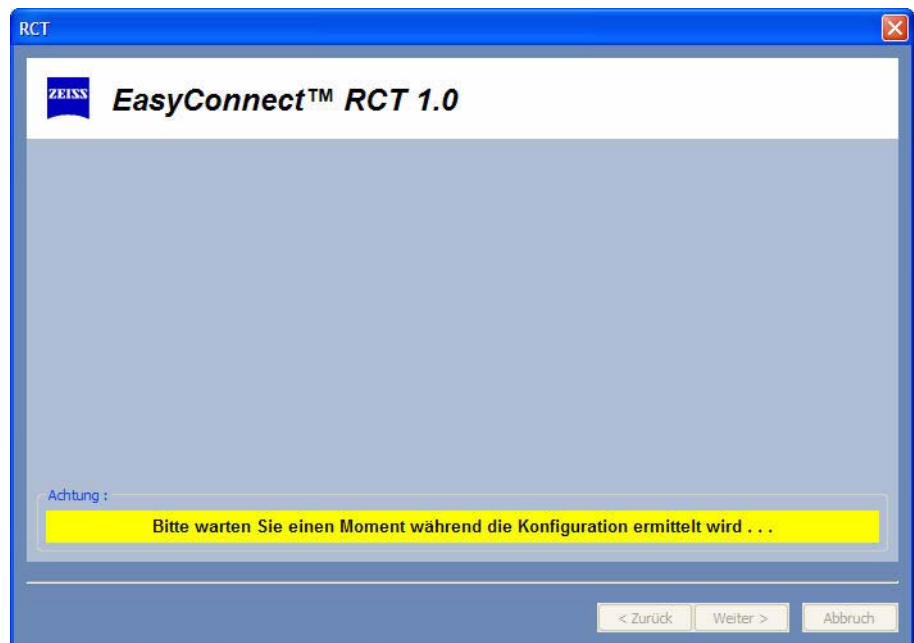 RCT
ZEISS
EasyConnect™ RCT 1.0
Achtung :
Bitte warten Sie einen Moment während die Konfiguration ermittelt wird . . .
< Zurück Weiter > Abbruch